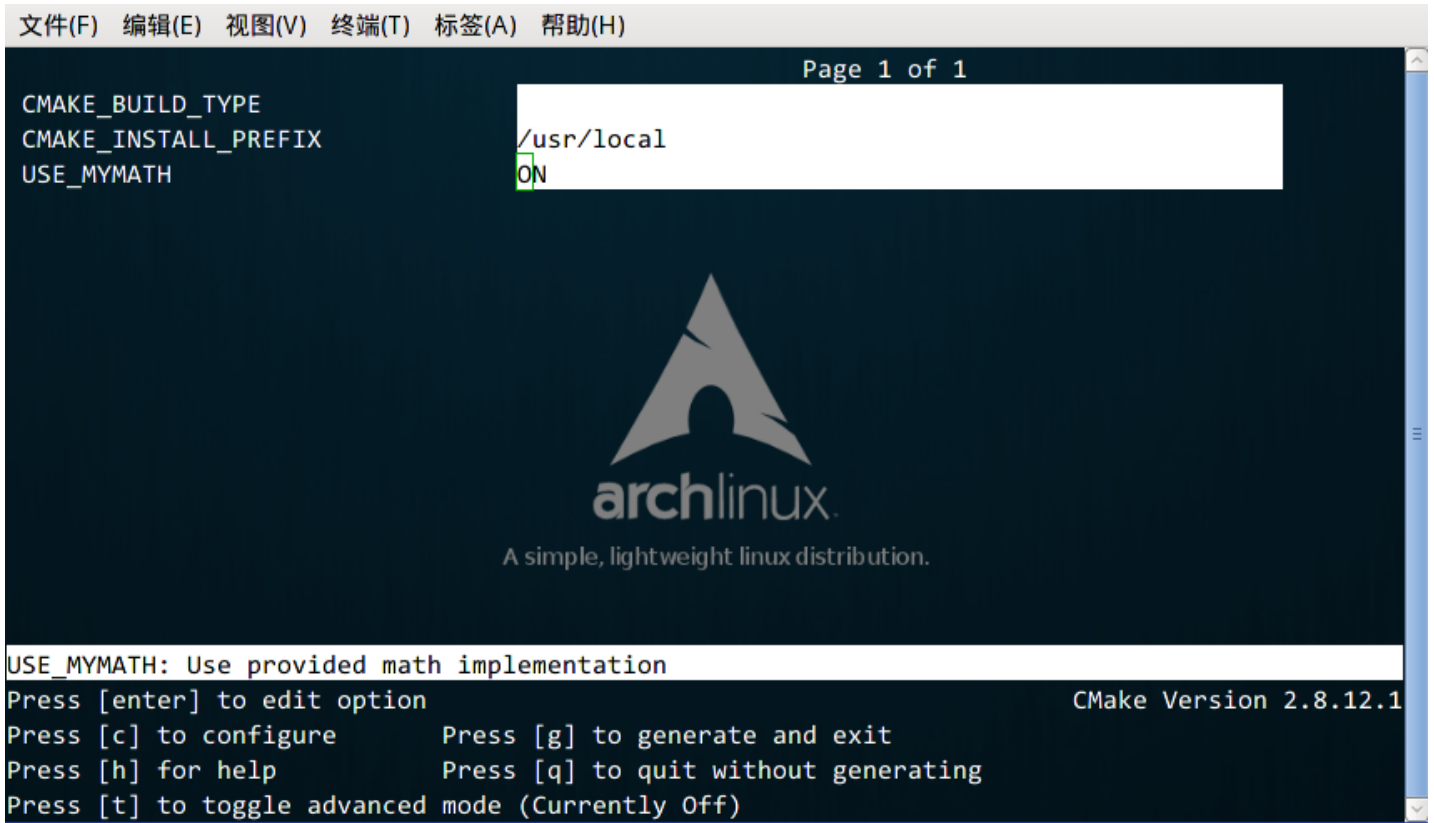 文件(F) 编辑(E) 视图(V) 终端(T) 标签(A) 帮助(H)
Page 1 of 1
CMAKE_BUILD_TYPE
CMAKE_INSTALL_PREFIX /usr/local
USE_MYMATH ON
archlinux
A simple, lightweight linux distribution.
USE_MYMATH: Use provided math implementation
Press [enter] to edit option CMake Version 2.8.12.1
Press [c] to configure Press [g] to generate and exit
Press [h] for help Press [q] to quit without generating
Press [t] to toggle advanced mode (Currently Off)